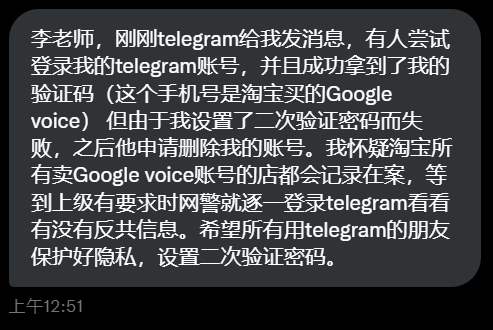 李老师，刚刚telegram给我发消息，有人尝试
登录我的telegram账号，并且成功拿到了我的
验证码（这个手机号是淘宝买的Google
voice） 但由于我设置了二次验证密码而失
败，之后他申请删除我的账号。我怀疑淘宝所
有卖Google voice账号的店都会记录在案，等
到上级有要求时网警就逐一登录telegram看看
有没有反共信息。希望所有用telegram的朋友
保护好隐私，设置二次验证密码。
上午12:51